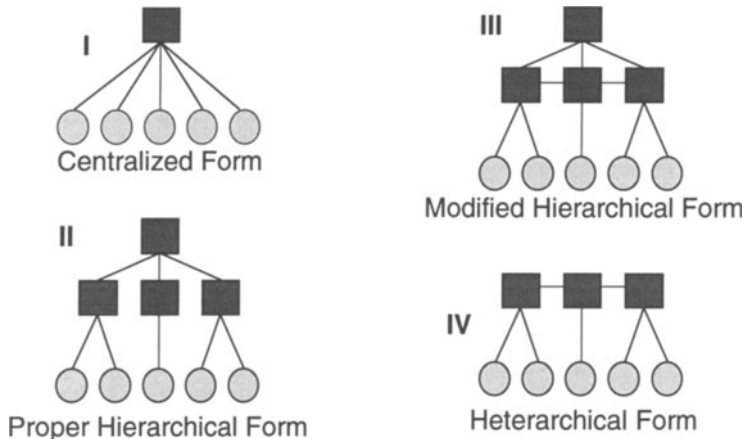 I
Centralized Form
II
Proper Hierarchical Form
III
Modified Hierarchical Form
IV
Heterarchical Form